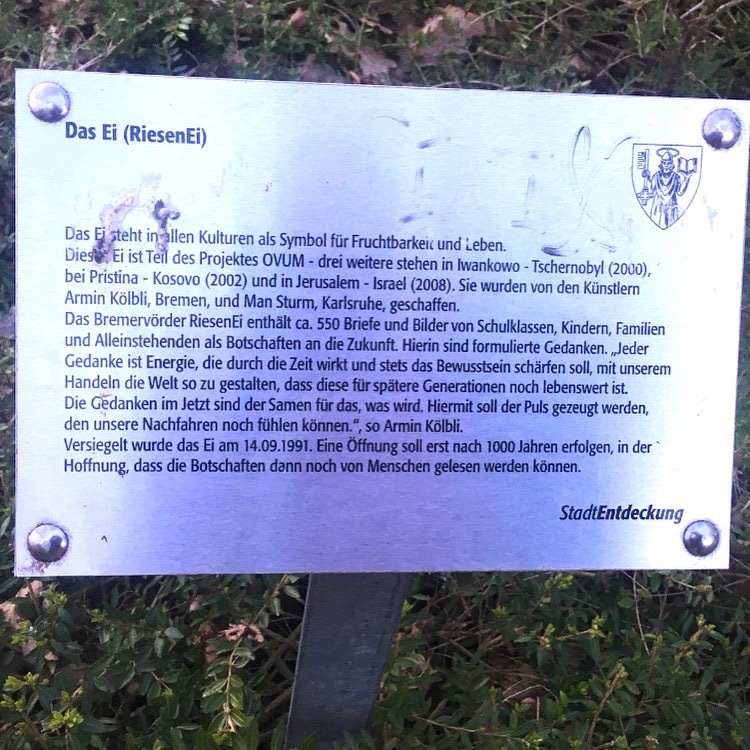 Das Ei (RiesenEi)
Das Ei steht in allen Kulturen als Symbol für Fruchtbarkeit und Leben.
Dieses Ei ist Teil des Projektes OVUM - drei weitere stehen in Iwankowo - Tschernobyl (2000),
bei Pristina - Kosovo (2002) und in Jerusalem - Israel (2008). Sie wurden von den Künstlern
Armin Kölbli, Bremen, und Man Sturm, Karlsruhe, geschaffen.
Das Bremervörder RiesenEi enthält ca. 550 Briefe und Bilder von Schulklassen, Kindern, Familien
und Alleinstehenden als Botschaften an die Zukunft. Hierin sind formulierte Gedanken. „Jeder
Gedanke ist Energie, die durch die Zeit wirkt und stets das Bewusstsein schärfen soll, mit unserem
Handeln die Welt so zu gestalten, dass diese für spätere Generationen noch lebenswert ist.
Die Gedanken im Jetzt sind der Samen für das, was wird. Hiermit soll der Puls gezeugt werden,
den unsere Nachfahren noch fühlen können.“, so Armin Kölbli.
Versiegelt wurde das Ei am 14.09.1991. Eine Öffnung soll erst nach 1000 Jahren erfolgen, in der
Hoffnung, dass die Botschaften dann noch von Menschen gelesen werden können.
StadtEntdeckung